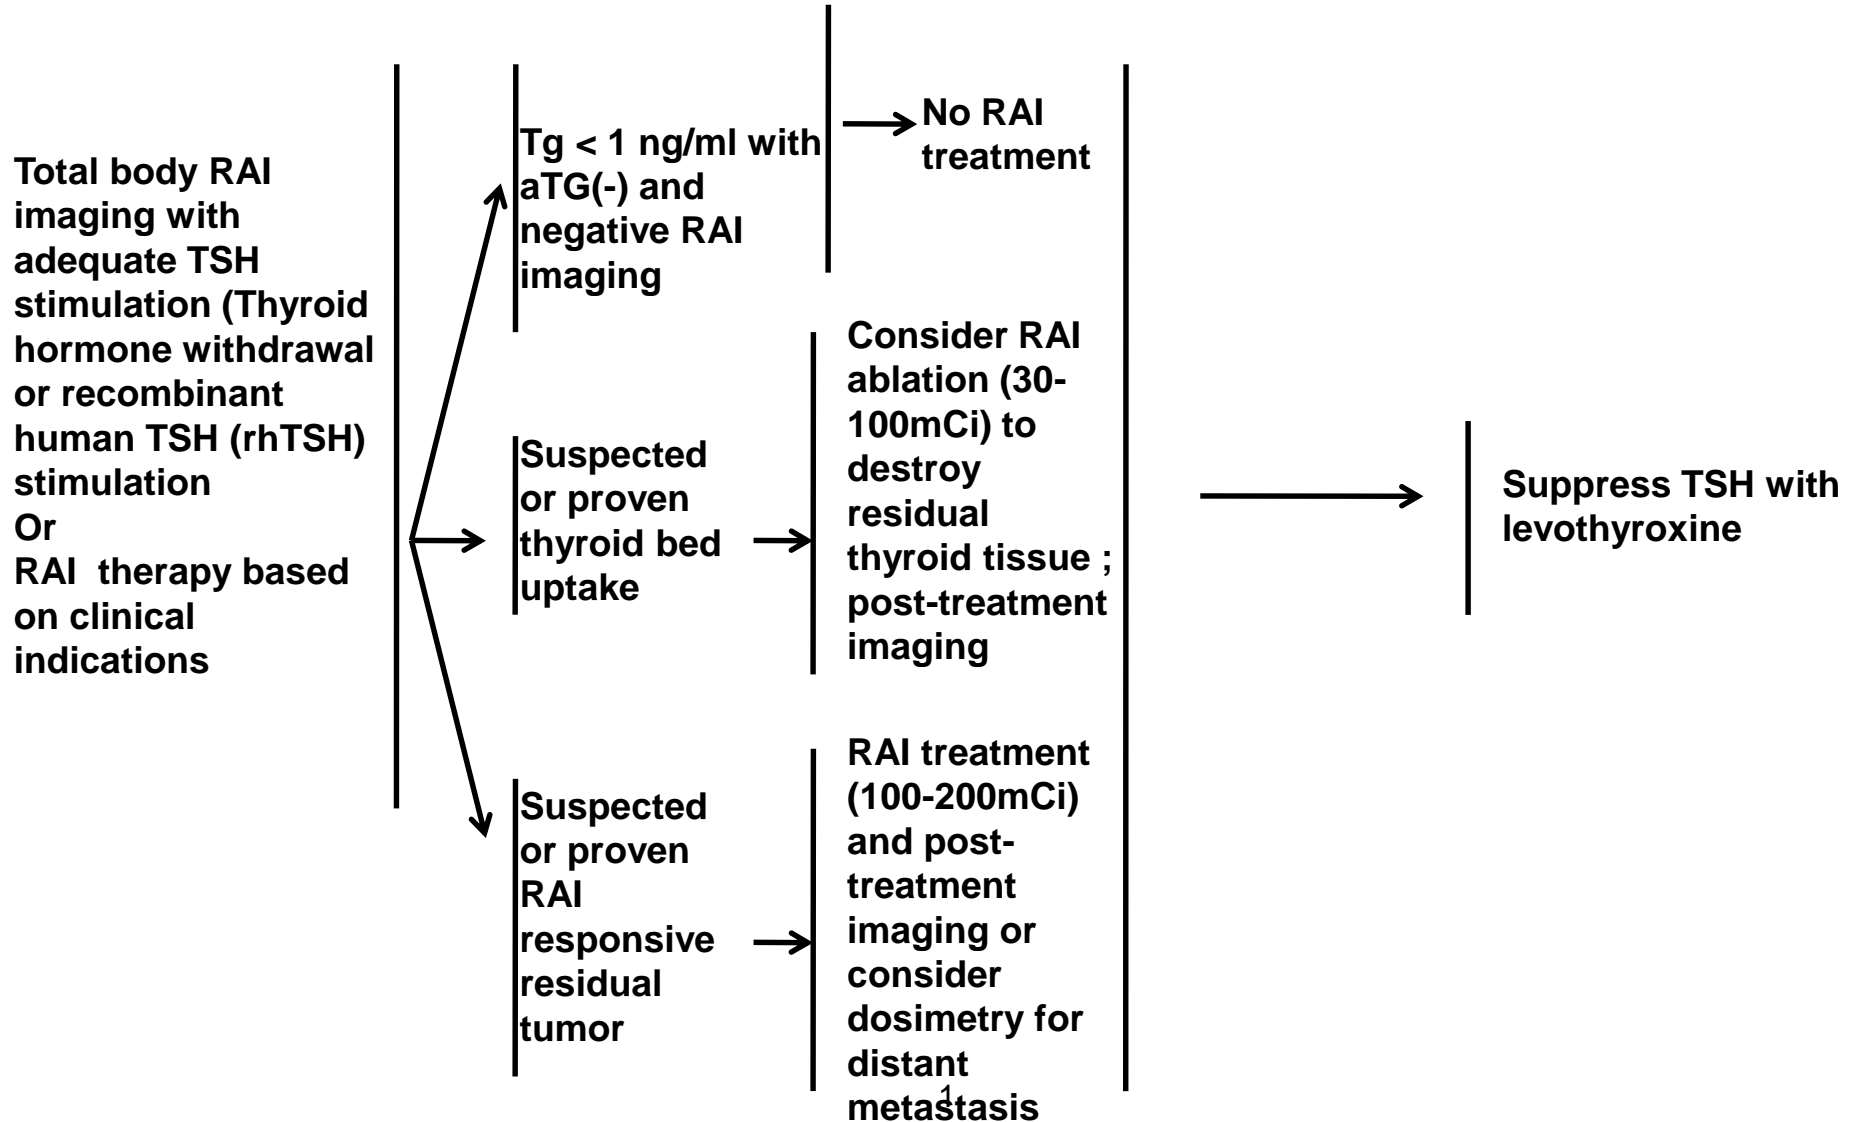 Total body RAI
imaging with
adequate TSH
stimulation (Thyroid
hormone withdrawal
or recombinant
human TSH (rhTSH)
stimulation
Or
RAI  therapy based
on clinical
indications
Tg < 1 ng/ml with
aTG(-) and
negative RAI
imaging
No RAI
treatment
Suspected
or proven
thyroid bed
uptake
Consider RAI
ablation (30-
100mCi) to
destroy
residual
thyroid tissue ;
post-treatment
imaging
Suspected
or proven
RAI
responsive
residual
tumor
RAI treatment
(100-200mCi)
and post-
treatment
imaging or
consider
dosimetry for
distant
metastasis
Suppress TSH with
levothyroxine
1